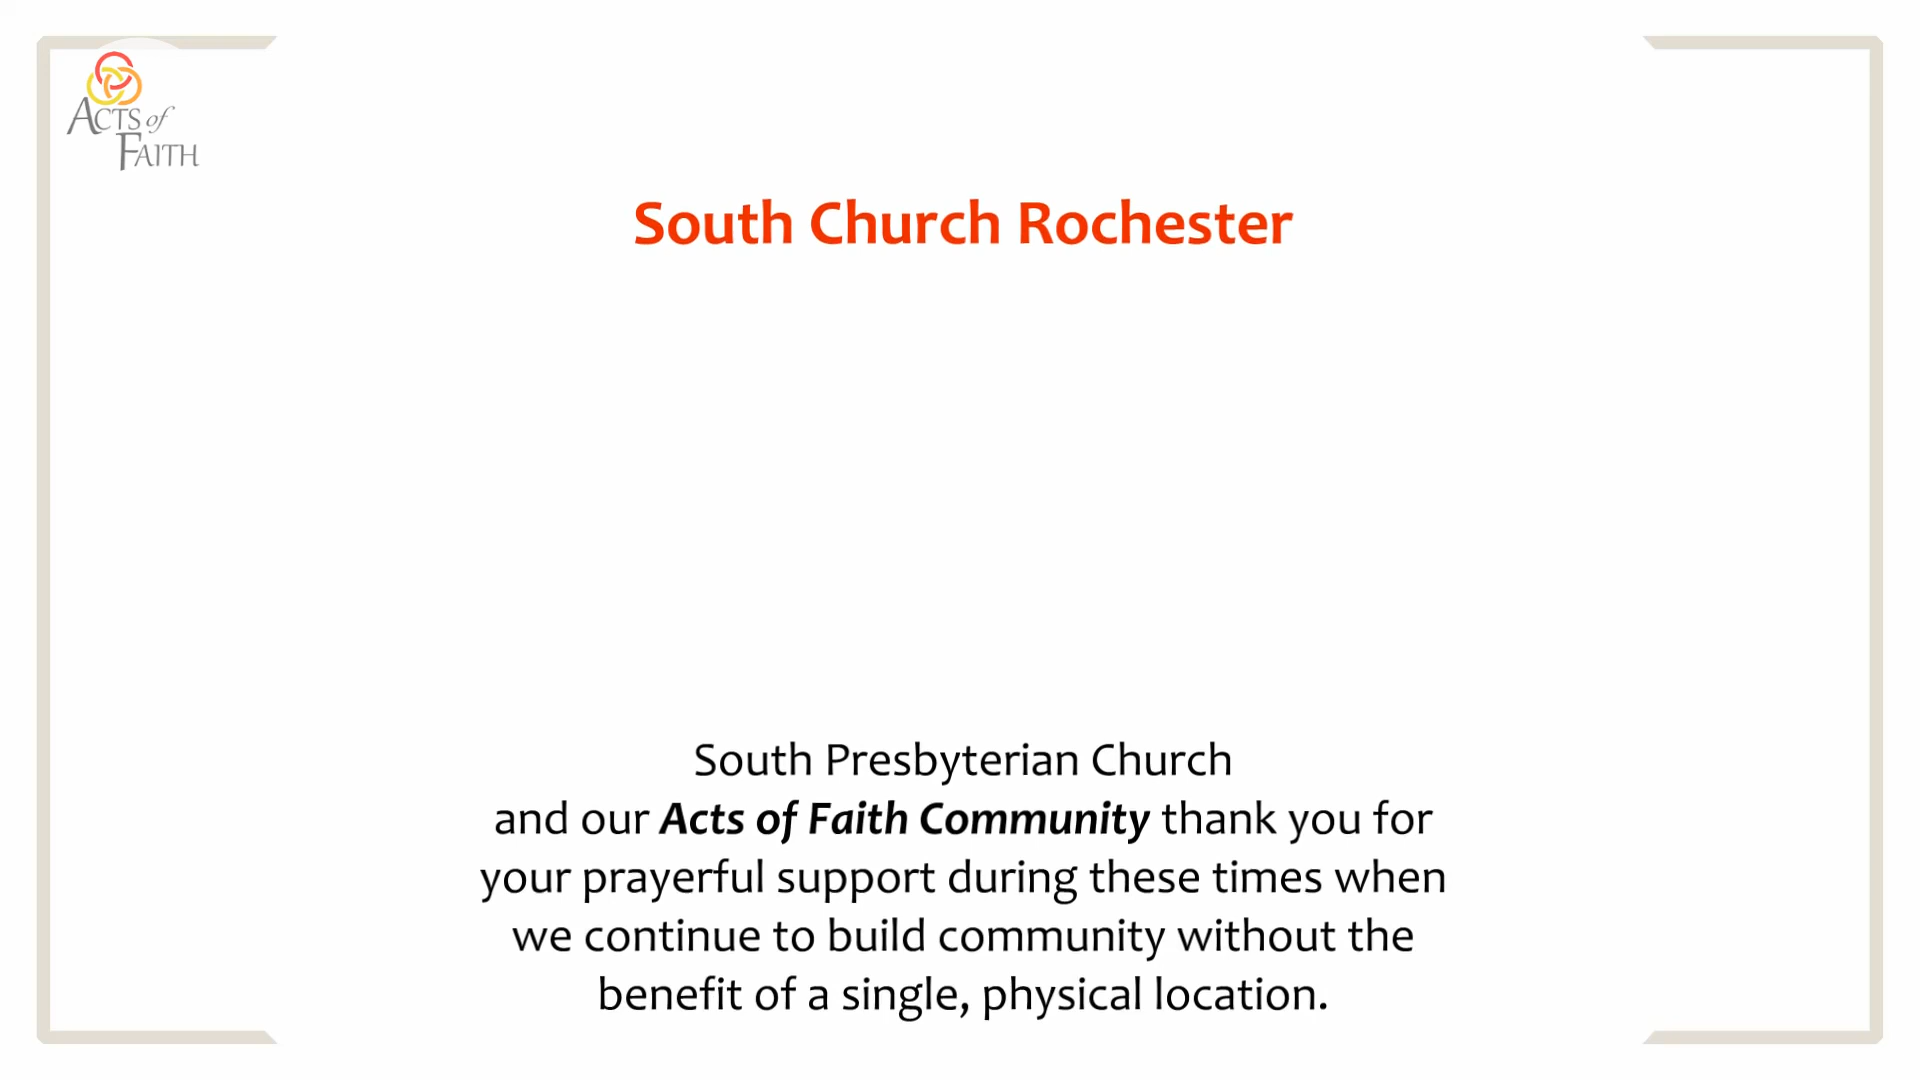 Acts of
Faith
South Church Rochester
South Presbyterian Church
and our Acts of Faith Community thank you for
your prayerful support during these times when
we continue to build community without the
benefit of a single, physical location.